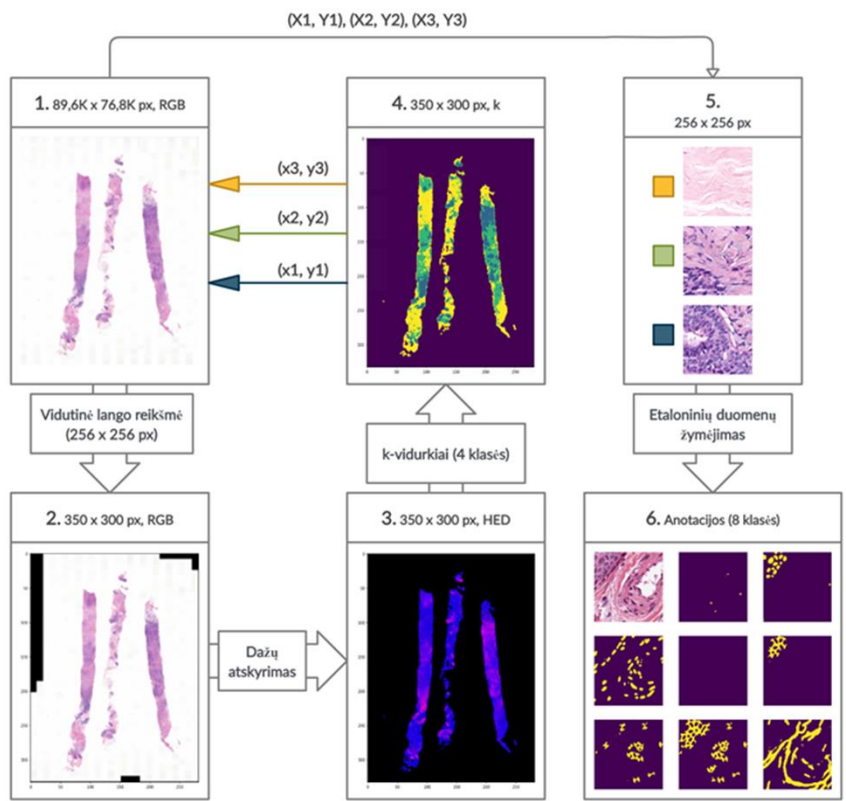 (X1, Y1), (X2, Y2), (X3, Y3)
1. 89,6K x 76,8K px, RGB
4. 350 x 300 px, k
5.
256 x 256 px
(x3, y3)
(x2, y2)
(x1, y1)
Vidutinė lango reikšmė
(256 x 256 px)
k-vidurkiai (4 klasės)
Etaloninių duomenų
žymėjimas
2. 350 x 300 px, RGB
3. 350 x 300 px, HED
6. Anotacijos (8 klasės)
Dažų
atskyrimas